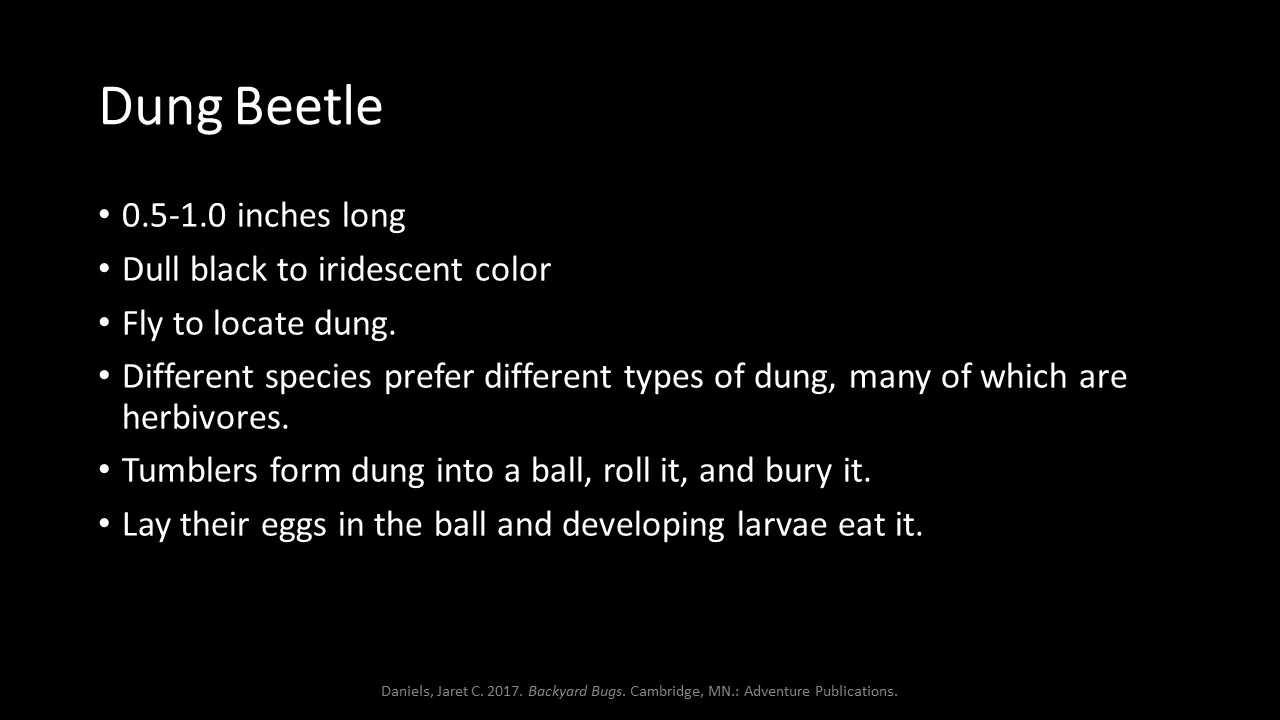 Dung Beetle
• 0.5-1.0 inches long
• Dull black to iridescent color
• Fly to locate dung.
• Different species prefer different types of dung, many of which are
herbivores.
• Tumblers form dung into a ball, roll it, and bury it.
• Lay their eggs in the ball and developing larvae eat it.
Daniels, Jaret C. 2017. Backyard Bugs. Cambridge, MN.: Adventure Publications.